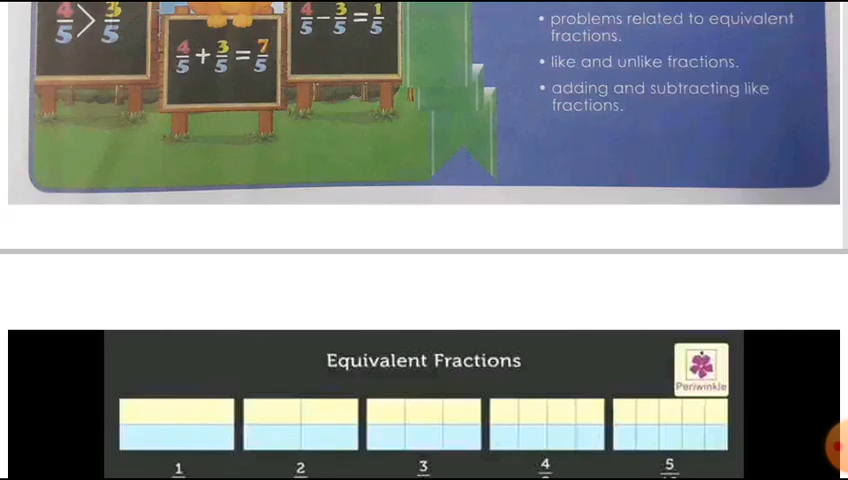 4/5 > 3/5
4/5 + 3/5 = 7/5
4/5 - 3/5 = 1/5
• problems related to equivalent
fractions.
• like and unlike fractions.
• adding and subtracting like
fractions.
Equivalent Fractions
Periwinkle
1 2 3 4 5